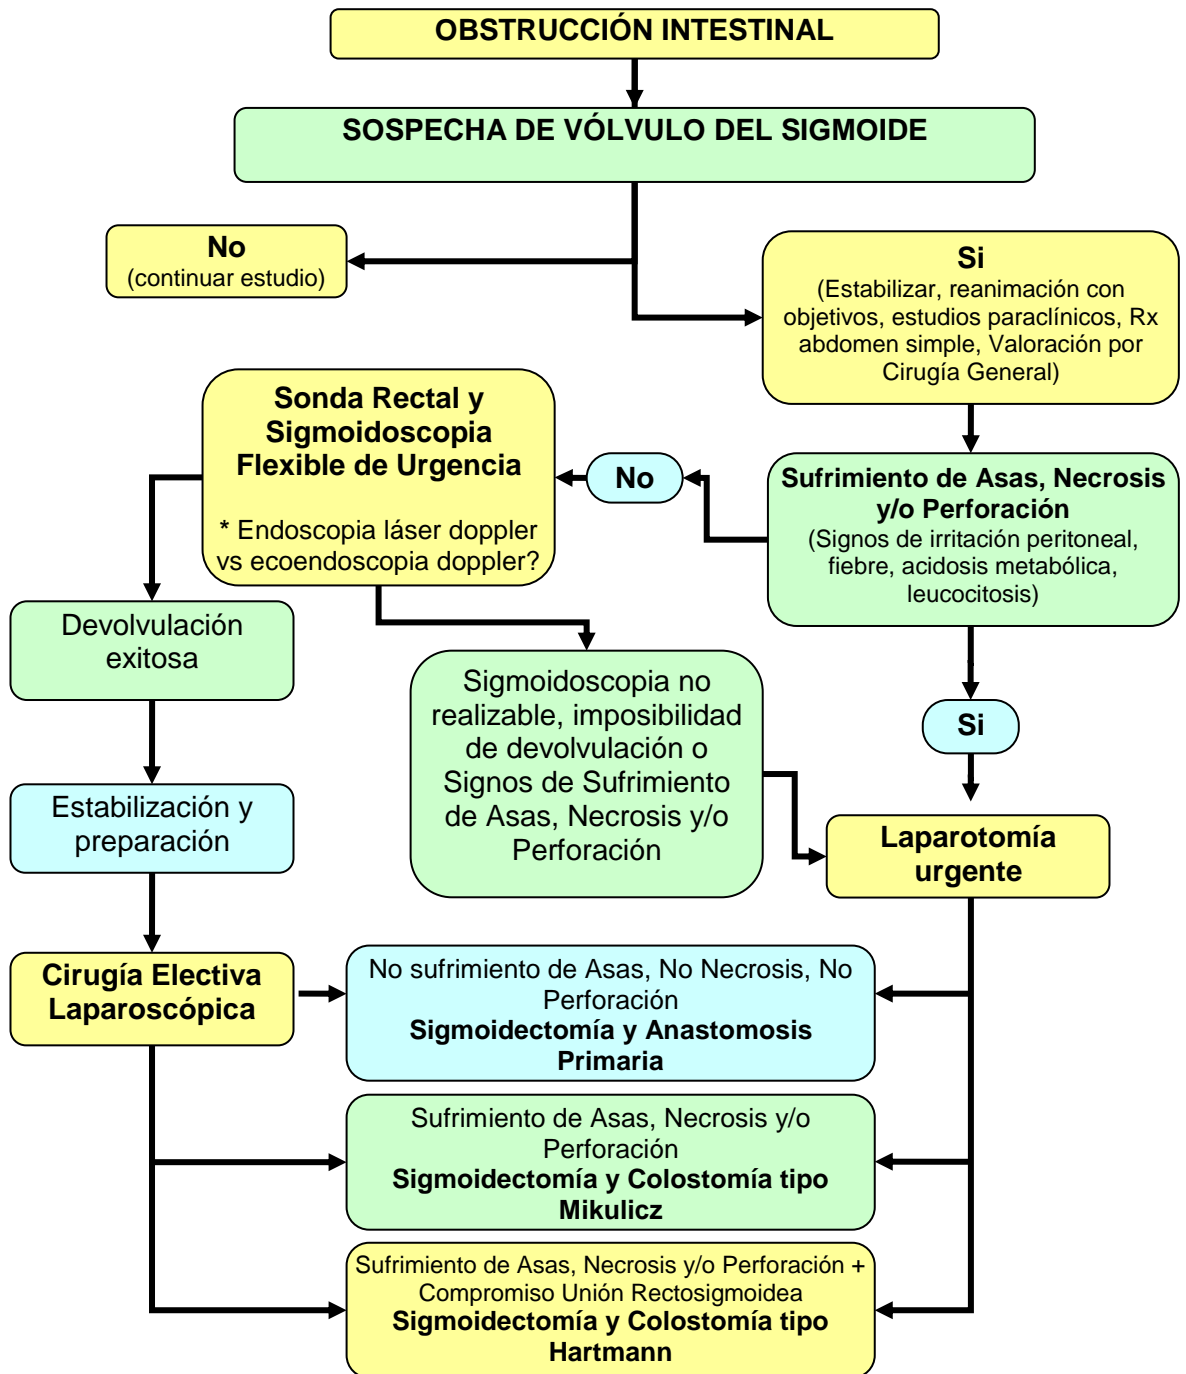 OBSTRUCCIÓN INTESTINAL
SOSPECHA DE VÓLVULO DEL SIGMOIDE
No
(continuar estudio)
Si
(Estabilizar, reanimación con
objetivos, estudios paraclínicos, Rx
abdomen simple, Valoración por
Cirugía General)
Sonda Rectal y
Sigmoidoscopia
Flexible de Urgencia
* Endoscopia láser doppler
vs ecoendoscopia doppler?
No
Sufrimiento de Asas, Necrosis
y/o Perforación
(Signos de irritación peritoneal,
fiebre, acidosis metabólica,
leucocitosis)
Devolvulación
exitosa
Sigmoidoscopia no
realizable, imposibilidad
de devolvulación o
Signos de Sufrimiento
de Asas, Necrosis y/o
Perforación
Si
Estabilización y
preparación
Laparotomía
urgente
Cirugía Electiva
Laparoscópica
No sufrimiento de Asas, No Necrosis, No
Perforación
Sigmoidectomía y Anastomosis
Primaria
Sufrimiento de Asas, Necrosis y/o
Perforación
Sigmoidectomía y Colostomía tipo
Mikulicz
Sufrimiento de Asas, Necrosis y/o Perforación +
Compromiso Unión Rectosigmoidea
Sigmoidectomía y Colostomía tipo
Hartmann